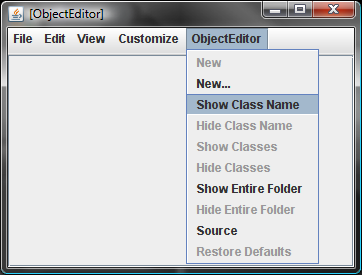 [ObjectEditor]
File Edit View Customize ObjectEditor
New
New...
Show Class Name
Hide Class Name
Show Classes
Hide Classes
Show Entire Folder
Hide Entire Folder
Source
Restore Defaults